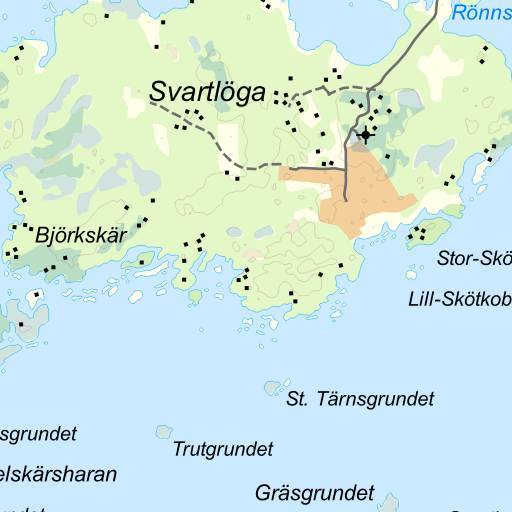 Rönns
Svartlöga
Björkskär
Stor-Skö
Lill-Skötkob
St. Tärnsgrundet
sgrundet
Trutgrundet
elskärsharan
Gräsgrundet